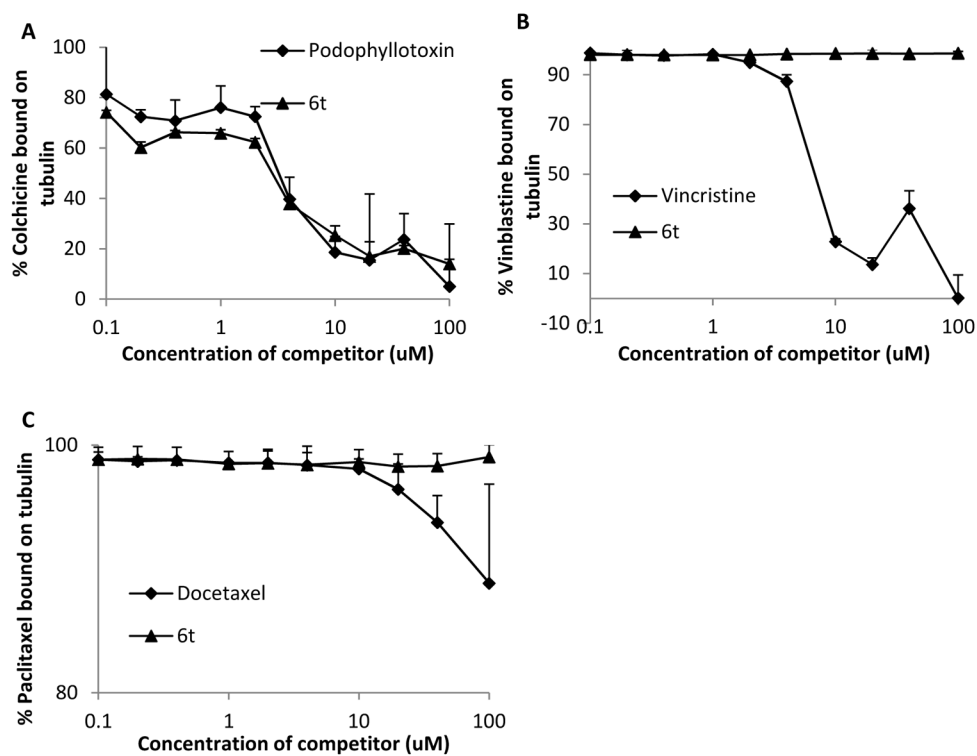 A
% Colchicine bound on
tubulin
100
80
60
40
20
0
0.1 1 10 100
Concentration of competitor (uM)
Podophyllotoxin
6t
B
% Vinblastine bound on
tubulin
90
70
50
30
10
-10
0.1 1 10 100
Concentration of competitor (uM)
Vincristine
6t
C
% Paclitaxel bound on tubulin
100
80
0.1 1 10 100
Concentration of competitor (uM)
Docetaxel
6t